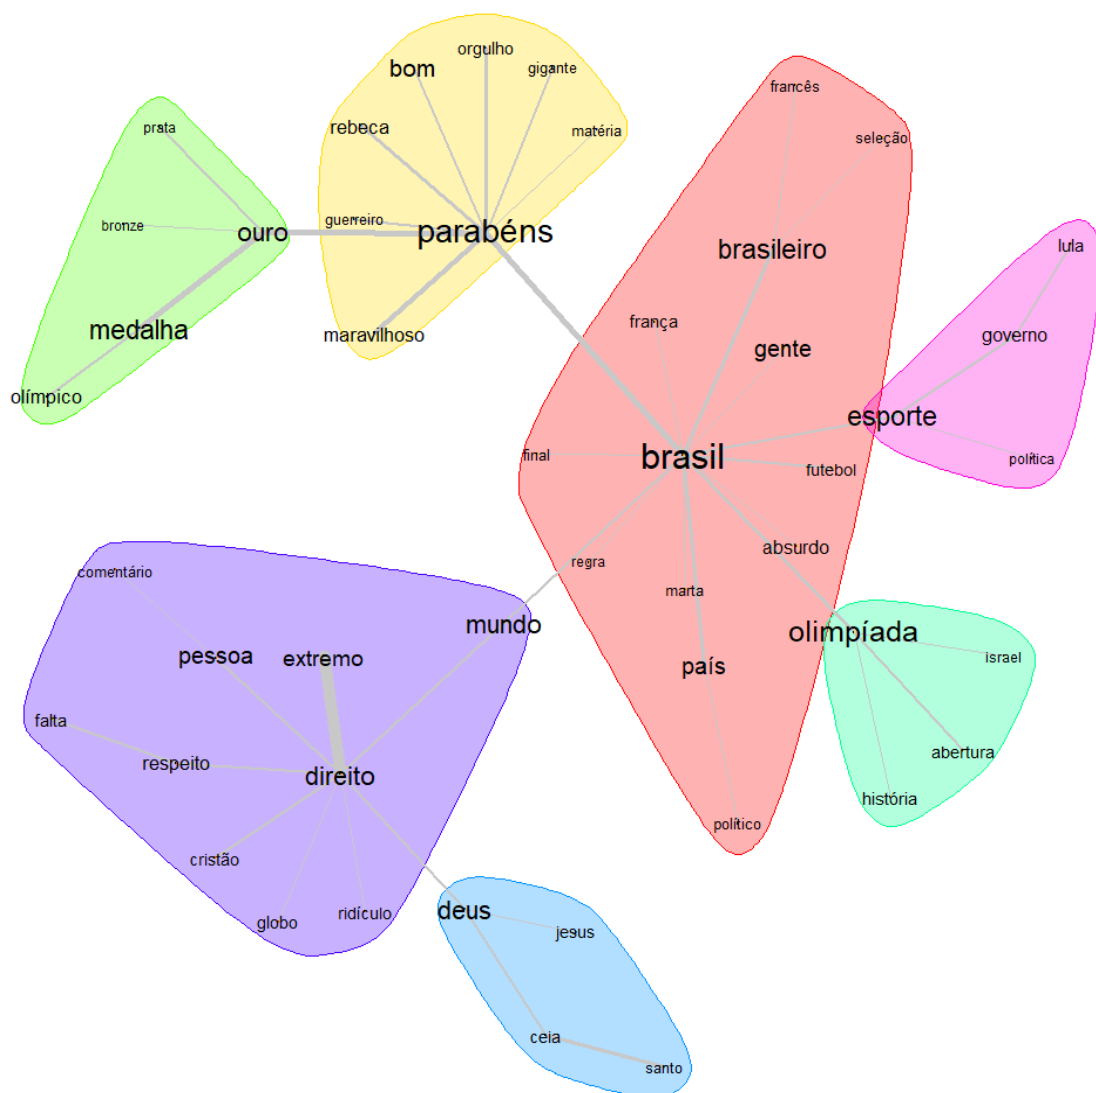 orgulho
bom
gigante
francês
rebeca
prata
matéria
seleção
guerreiro
bronze
ouro
parabéns
brasileiro
lula
frança
medalha
maravilhoso
governo
gente
olímpico
esporte
final
brasil
política
futebol
absurdo
regra
comentário
marta
mundo
olimpíada
pessoa
extremo
israel
país
falta
respeito
direito
abertura
história
político
cristão
globo
ridículo
deus
jesus
ceia
santo